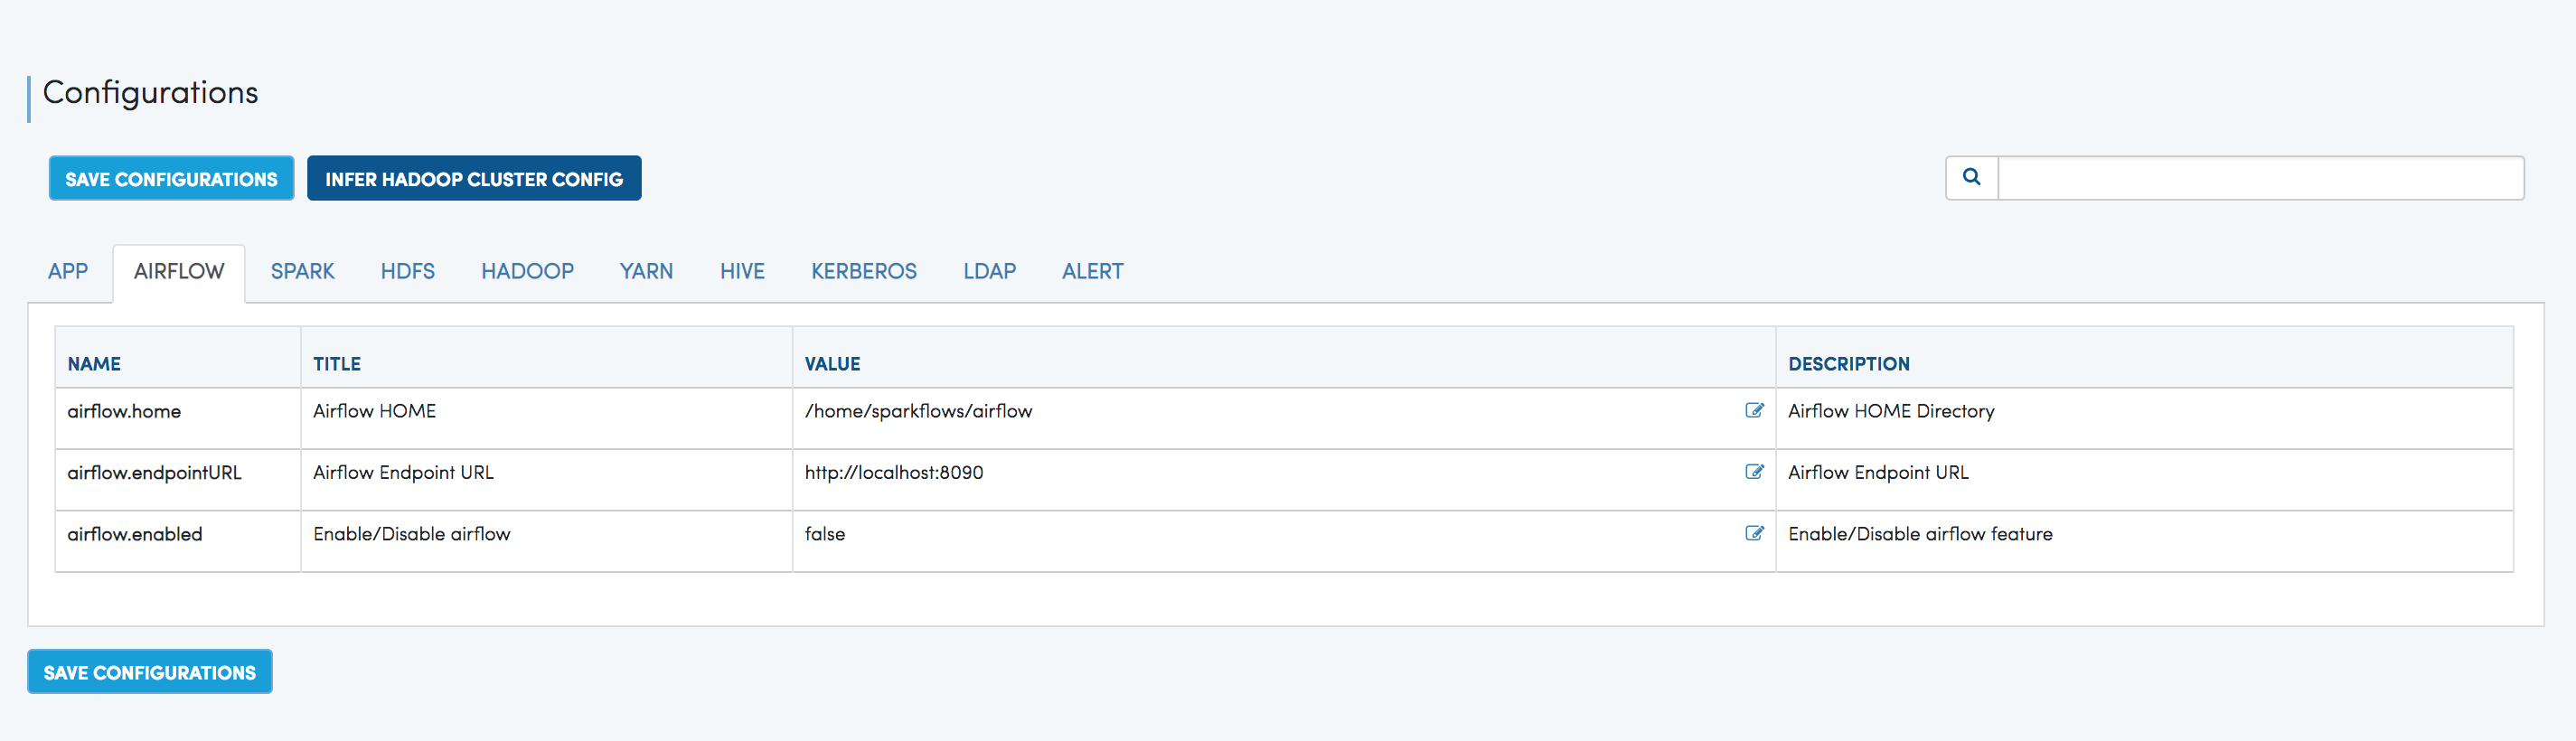 Configurations
SAVE CONFIGURATIONS INFER HADOOP CLUSTER CONFIG
APP AIRFLOW SPARK HDFS HADOOP YARN HIVE KERBEROS LDAP ALERT
NAME TITLE VALUE DESCRIPTION
airflow.home Airflow HOME /home/sparkflows/airflow Airflow HOME Directory
airflow.endpointURL Airflow Endpoint URL http://localhost:8090 Airflow Endpoint URL
airflow.enabled Enable/Disable airflow false Enable/Disable airflow feature
SAVE CONFIGURATIONS